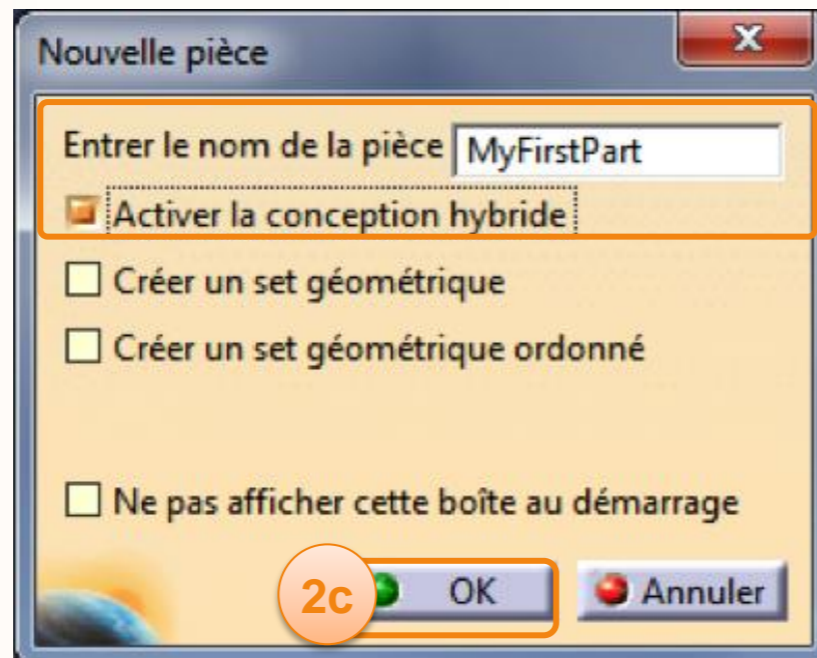 Nouvelle pièce
Entrer le nom de la pièce MyFirstPart
Activer la conception hybride
Créer un set géométrique
Créer un set géométrique ordonné
Ne pas afficher cette boîte au démarrage
2c OK Annuler